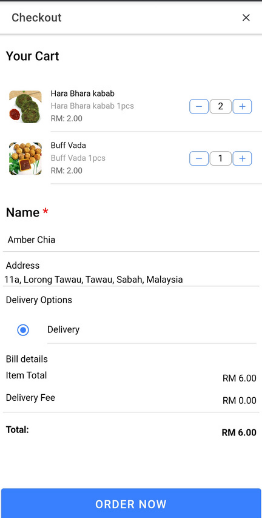 Checkout ×
Your Cart
Hara Bhara kabab
Hara Bhara kabab 1pcs
RM: 2.00
− 2 +
Buff Vada
Buff Vada 1pcs
RM: 2.00
− 1 +
Name *
Amber Chia
Address
11a, Lorong Tawau, Tawau, Sabah, Malaysia
Delivery Options
Delivery
Bill details
Item Total RM 6.00
Delivery Fee RM 0.00
Total: RM 6.00
ORDER NOW